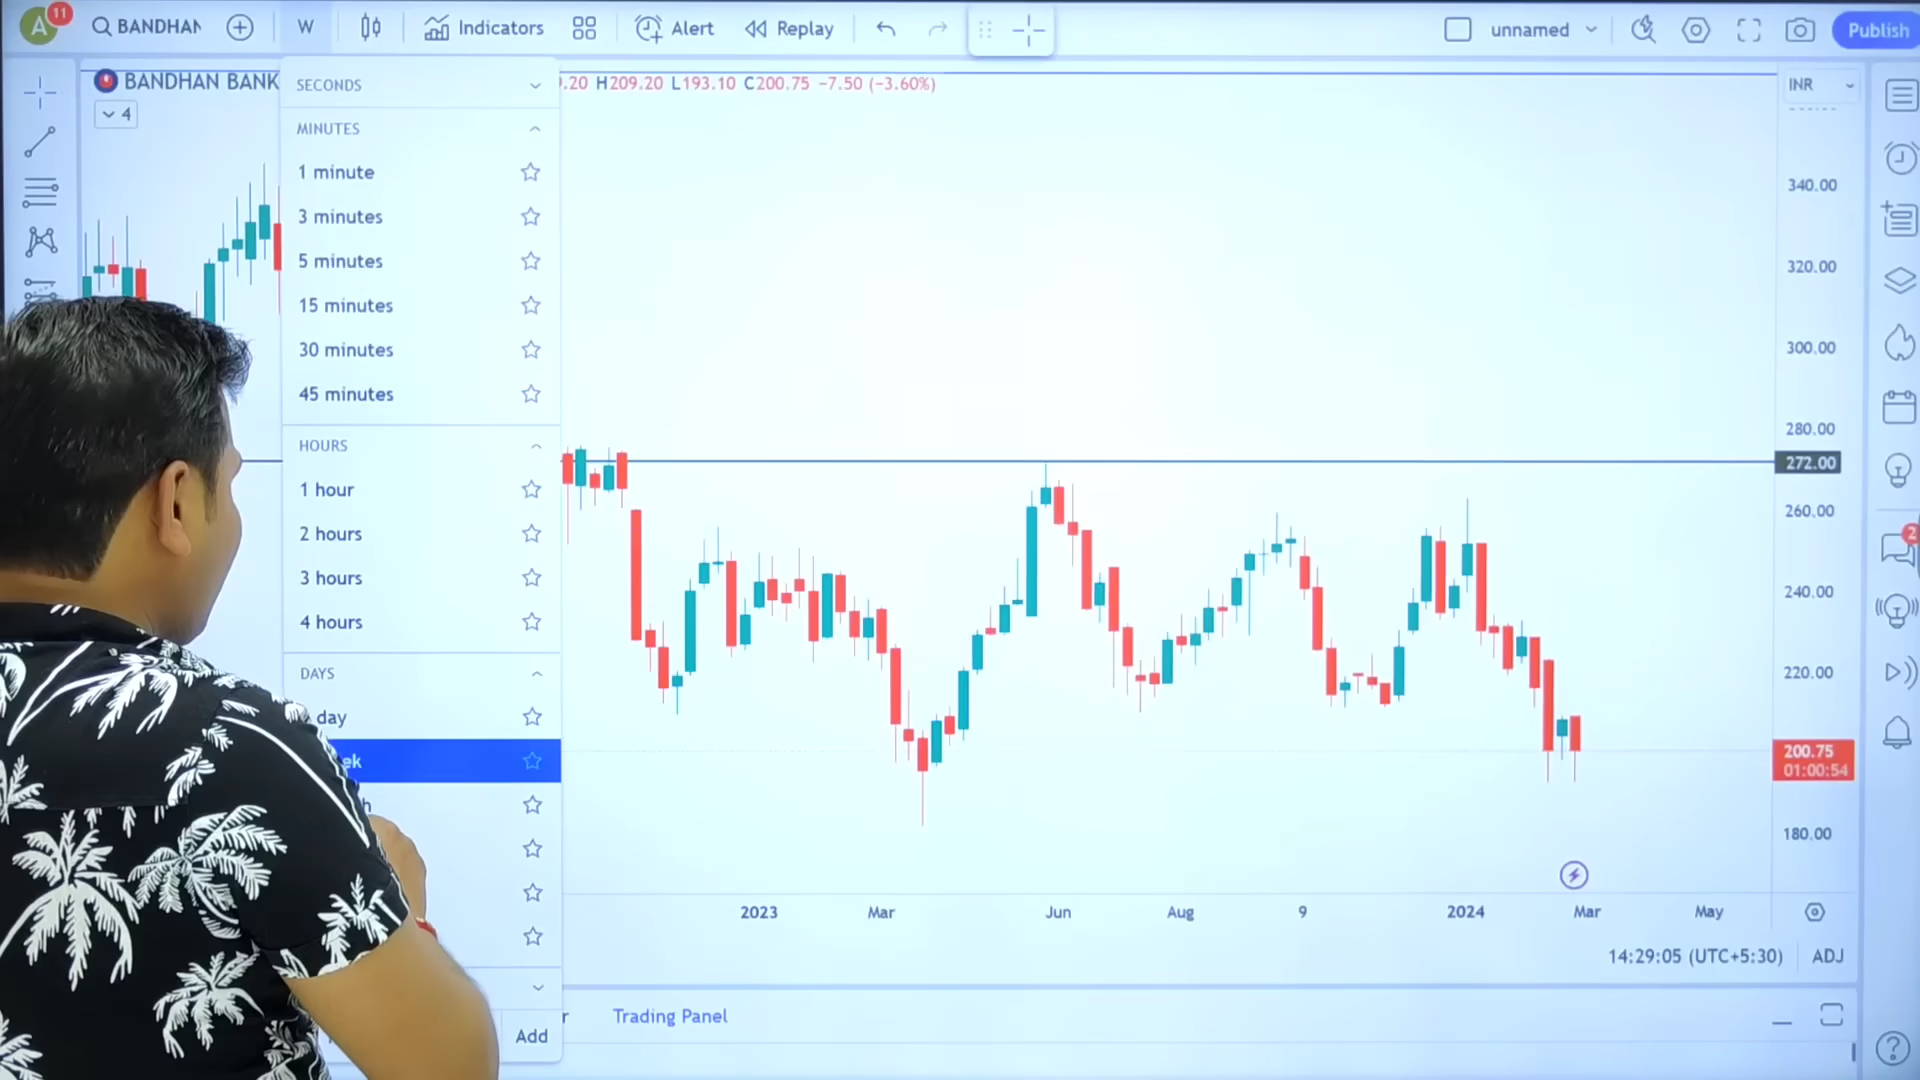 A 11 BANDHAN W Indicators Alert Replay unnamed Publish
BANDHAN BANK .20 H209.20 L193.10 C200.75 −7.50 (−3.60%) INR
4
SECONDS
MINUTES
1 minute
3 minutes
5 minutes
15 minutes
30 minutes
45 minutes
HOURS
1 hour
2 hours
3 hours
4 hours
DAYS
day
ek
h
Add
340.00
320.00
300.00
280.00
272.00
260.00
240.00
220.00
200.75
01:00:54
180.00
2
2023 Mar Jun Aug 9 2024 Mar May
14:29:05 (UTC+5:30) ADJ
r Trading Panel